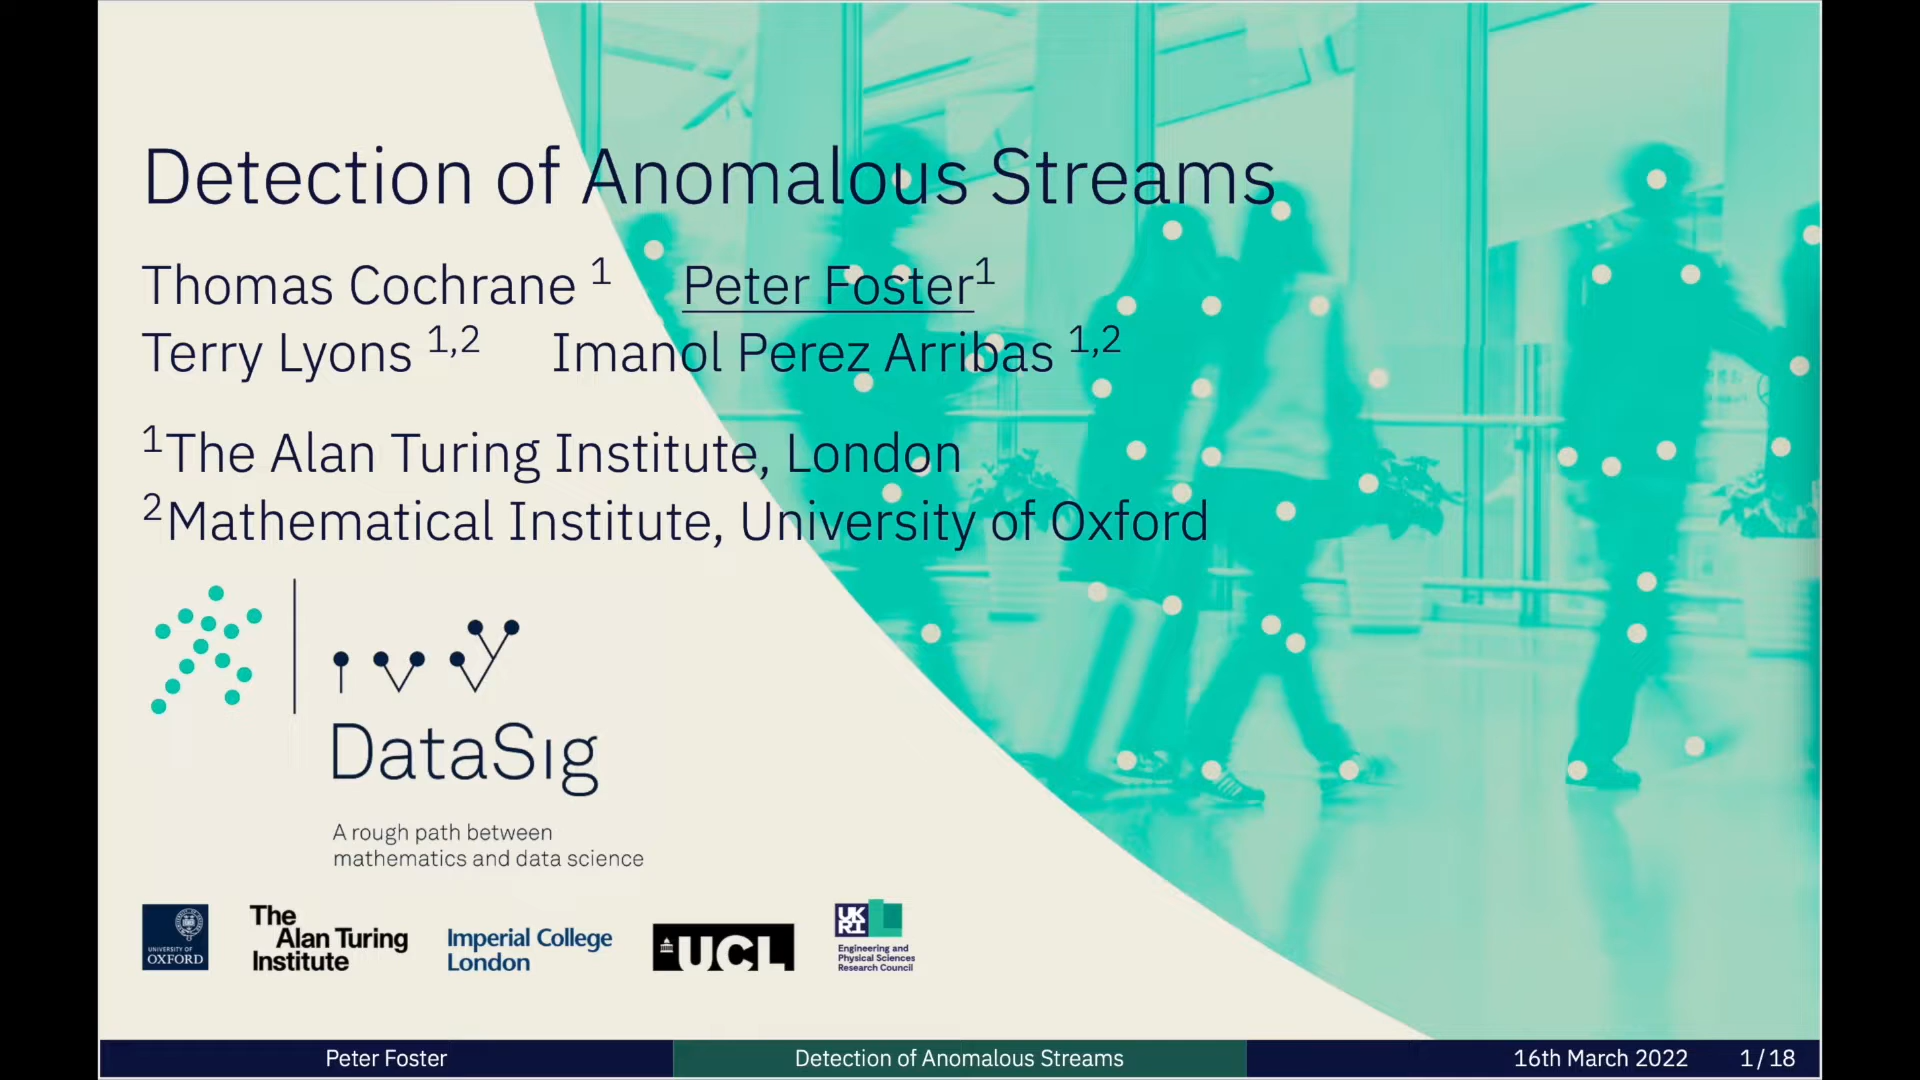 Detection of Anomalous Streams
Thomas Cochrane 1 Peter Foster 1
Terry Lyons 1,2 Imanol Perez Arribas 1,2
1The Alan Turing Institute, London
2Mathematical Institute, University of Oxford
DataSıg
A rough path between
mathematics and data science
UNIVERSITY OF
OXFORD
The
Alan Turing
Institute
Imperial College
London
UCL
UK
RI
Engineering and
Physical Sciences
Research Council
Peter Foster Detection of Anomalous Streams 16th March 2022 1 / 18